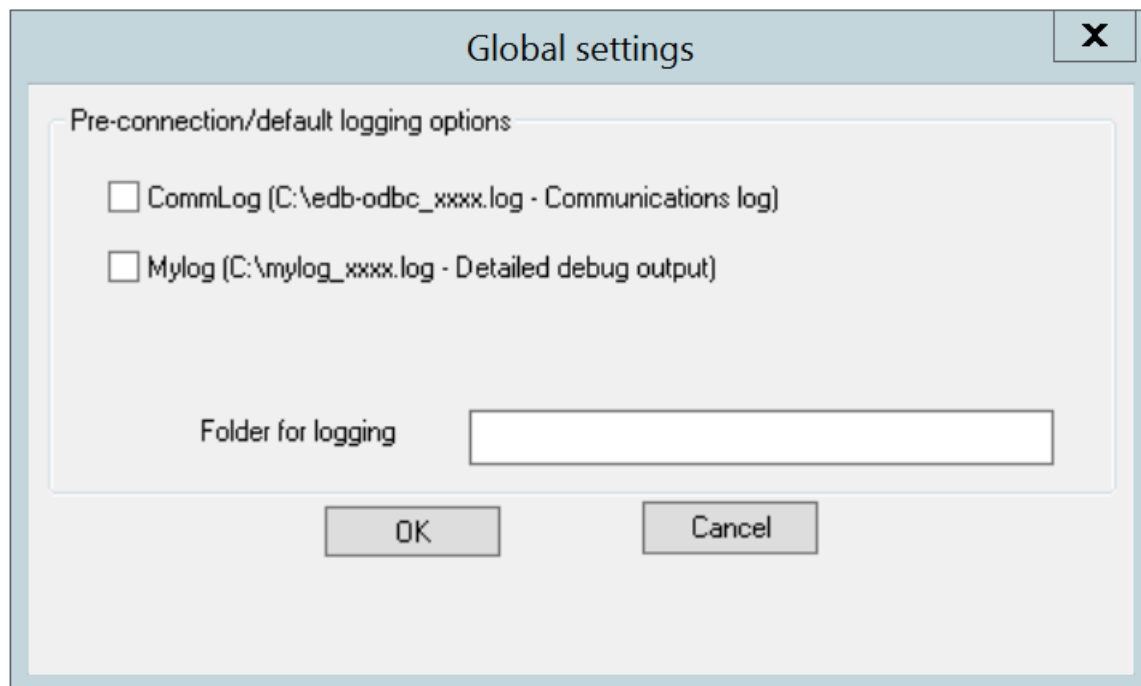 Global settings
X
Pre-connection/default logging options
CommLog (C:\edb-odbc_xxxx.log - Communications log)
Mylog (C:\mylog_xxxx.log - Detailed debug output)
Folder for logging
OK
Cancel